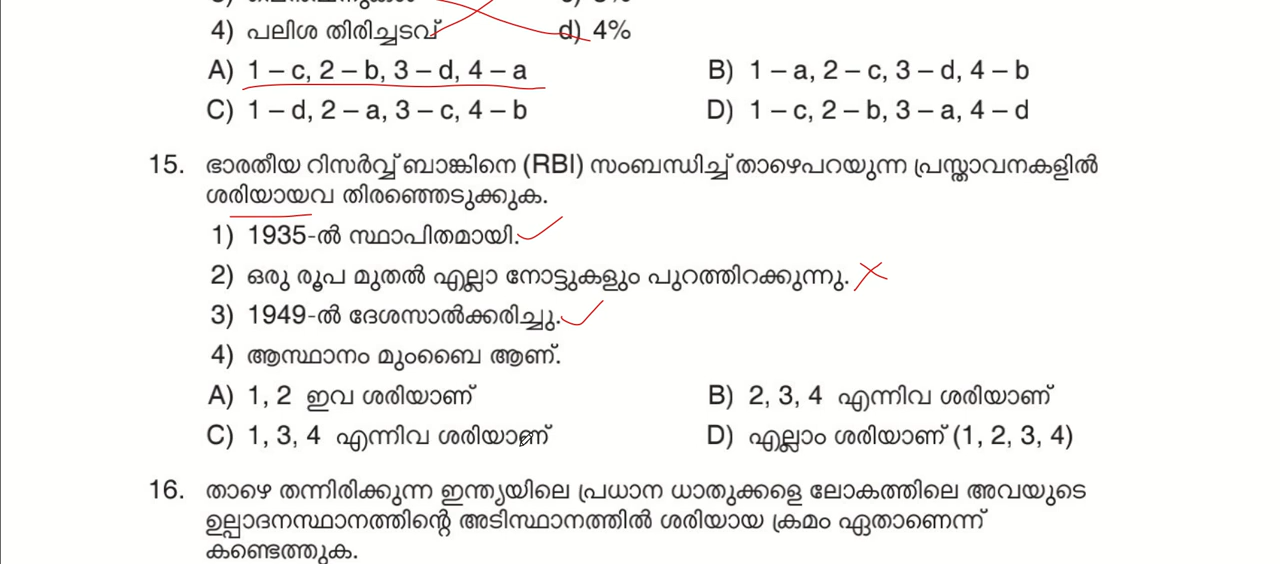 4) പലിശ തിരിച്ചടവ് d) 4%
A) 1 – c, 2 – b, 3 – d, 4 – a B) 1 – a, 2 – c, 3 – d, 4 – b
C) 1 – d, 2 – a, 3 – c, 4 – b D) 1 – c, 2 – b, 3 – a, 4 – d
15. ഭാരതീയ റിസർവ്വ് ബാങ്കിനെ (RBI) സംബന്ധിച്ച് താഴെപറയുന്ന പ്രസ്താവനകളിൽ
ശരിയായവ തിരഞ്ഞെടുക്കുക.
1) 1935-ൽ സ്ഥാപിതമായി.
2) ഒരു രൂപ മുതൽ എല്ലാ നോട്ടുകളും പുറത്തിറക്കുന്നു.
3) 1949-ൽ ദേശസാൽക്കരിച്ചു.
4) ആസ്ഥാനം മുംബൈ ആണ്.
A) 1, 2 ഇവ ശരിയാണ് B) 2, 3, 4 എന്നിവ ശരിയാണ്
C) 1, 3, 4 എന്നിവ ശരിയാണ് D) എല്ലാം ശരിയാണ് (1, 2, 3, 4)
16. താഴെ തന്നിരിക്കുന്ന ഇന്ത്യയിലെ പ്രധാന ധാതുക്കളെ ലോകത്തിലെ അവയുടെ
ഉല്പാദനസ്ഥാനത്തിന്റെ അടിസ്ഥാനത്തിൽ ശരിയായ ക്രമം ഏതാണെന്ന്
കണ്ടെത്തുക.